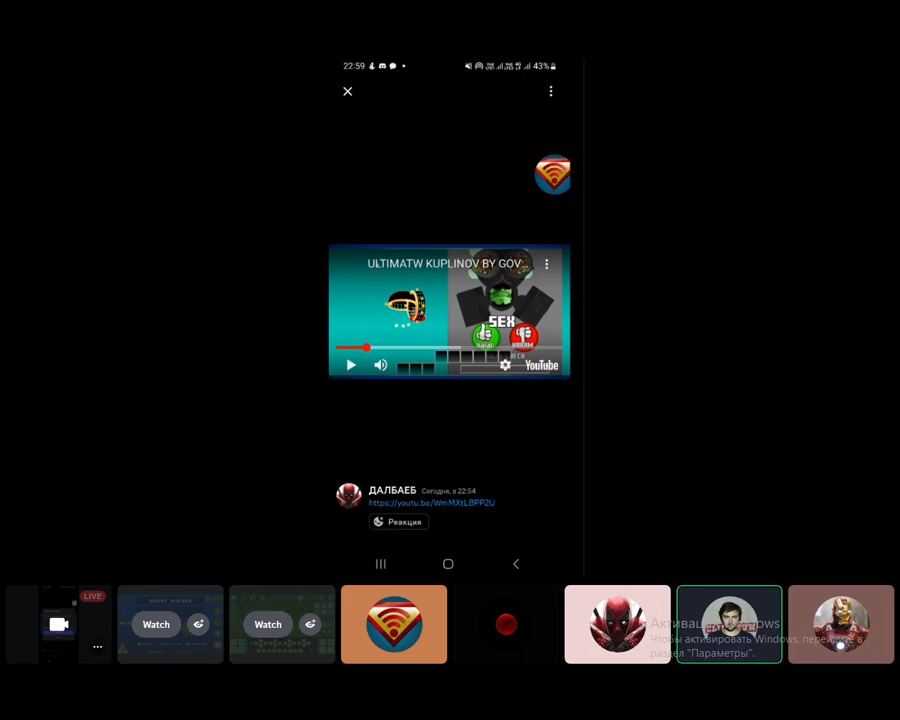 22:59
43%
ULTIMATW KUPLINOV BY GOV...
SEX
YouTube
ДАЛБАЕБ Сегодня, в 22:54
https://youtu.be/WmMXtLBPP2U
Реакция
LIVE
Watch
Watch
Активация Windows
Чтобы активировать Windows, перейдите в
раздел "Параметры".